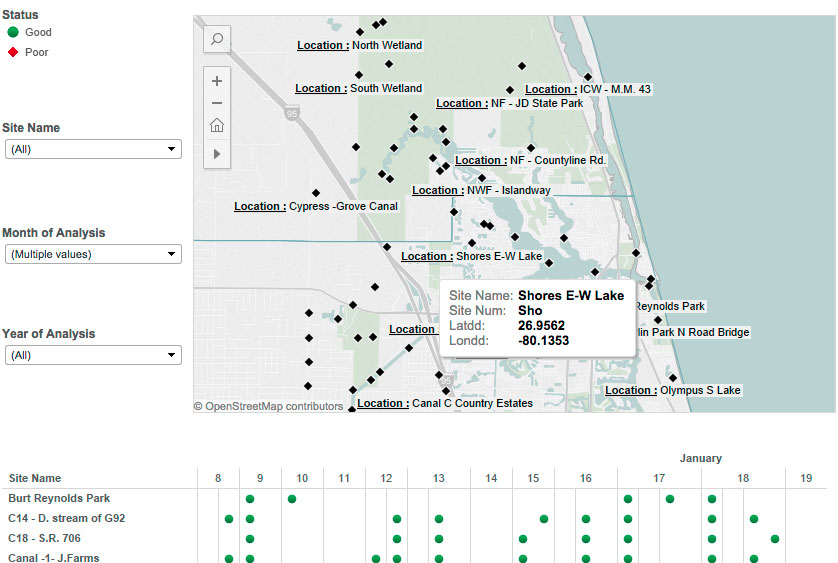 Status
Good
Poor
Site Name
(All)
Month of Analysis
(Multiple values)
Year of Analysis
(All)
95
Location : North Wetland
Location : South Wetland
Location : ICW - M.M. 43
Location : NF - JD State Park
Location : NF - Countyline Rd.
Location : NWF - Islandway
Location : Cypress -Grove Canal
Location : Shores E-W Lake
Site Name: Shores E-W Lake
Site Num: Sho
Latdd: 26.9562
Londd: -80.1353
Reynolds Park
Location
Park N Road Bridge
Location : Olympus S Lake
Location : Canal C Country Estates
© OpenStreetMap contributors
January
Site Name 8 9 10 11 12 13 14 15 16 17 18 19
Burt Reynolds Park
C14 - D. stream of G92
C18 - S.R. 706
Canal -1- J.Farms